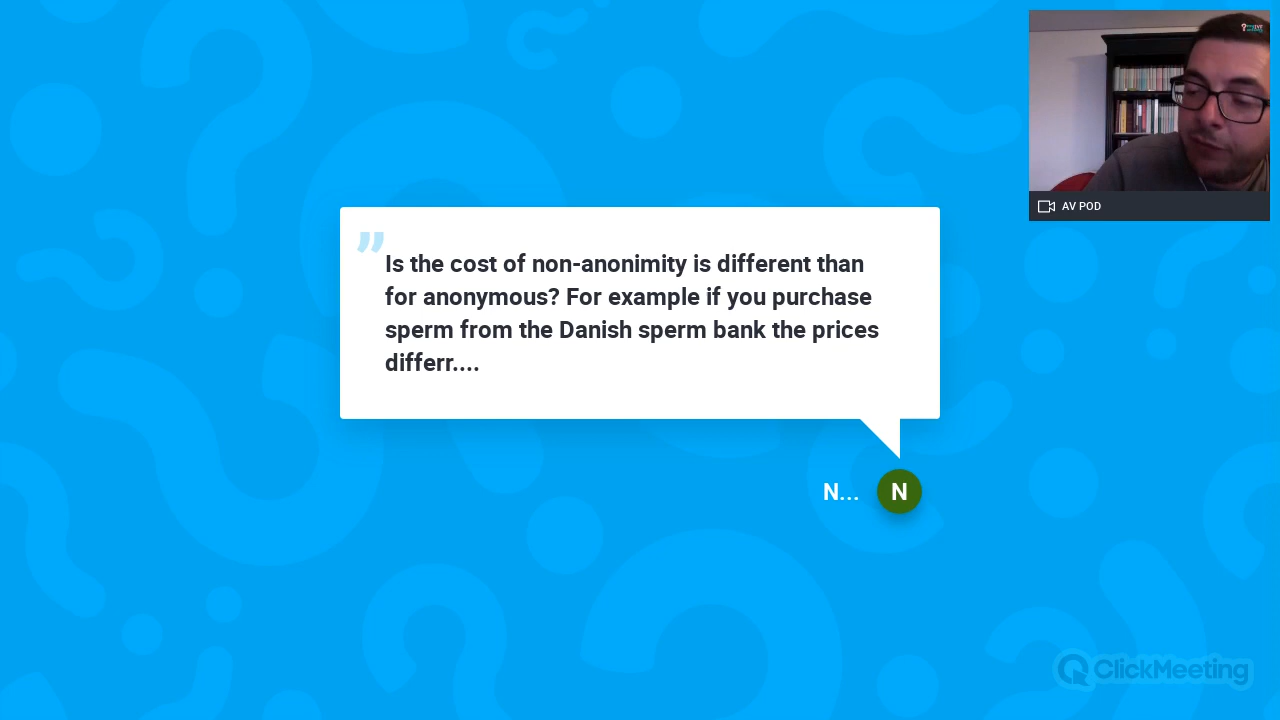 Is the cost of non-anonimity is different than
for anonymous? For example if you purchase
sperm from the Danish sperm bank the prices
differr....
N...
N
AV POD
ClickMeeting